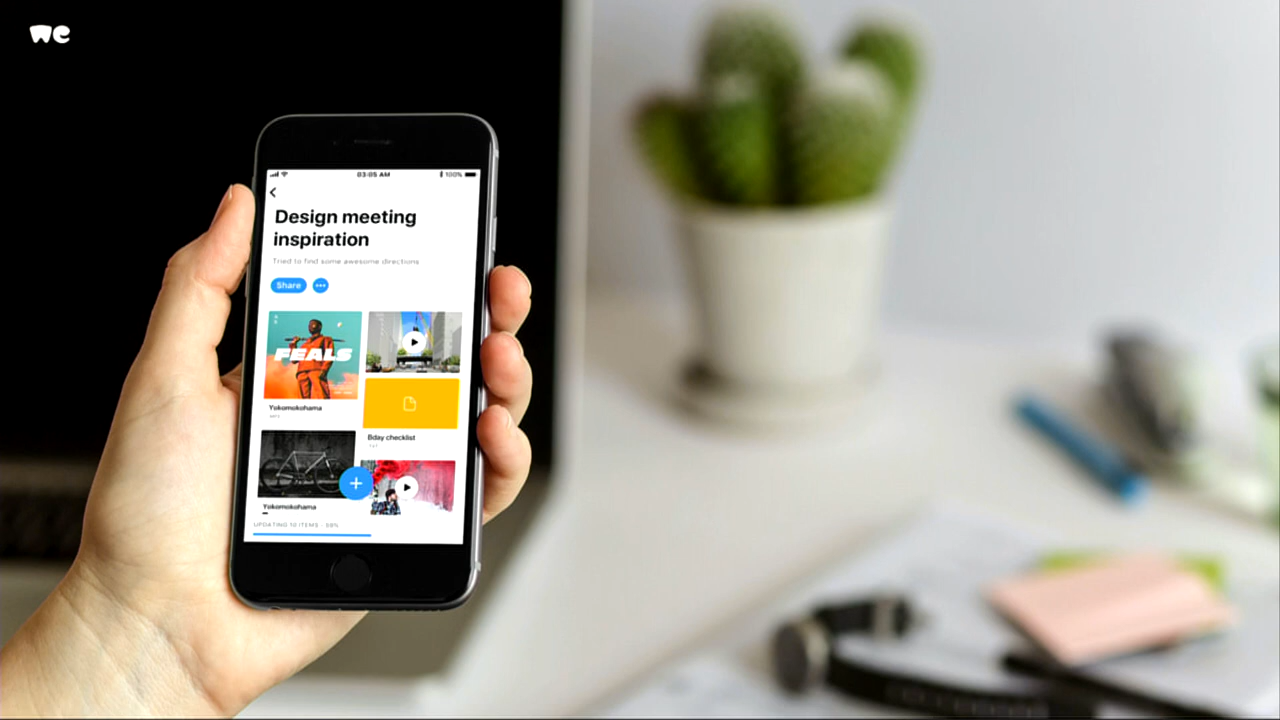 we
03:05 AM
100%
Design meeting
inspiration
Tried to find some awesome directions
Share
FEALS
Yokomokohama
Bday checklist
Yokomokohama
UPDATING 10 ITEMS - 58%